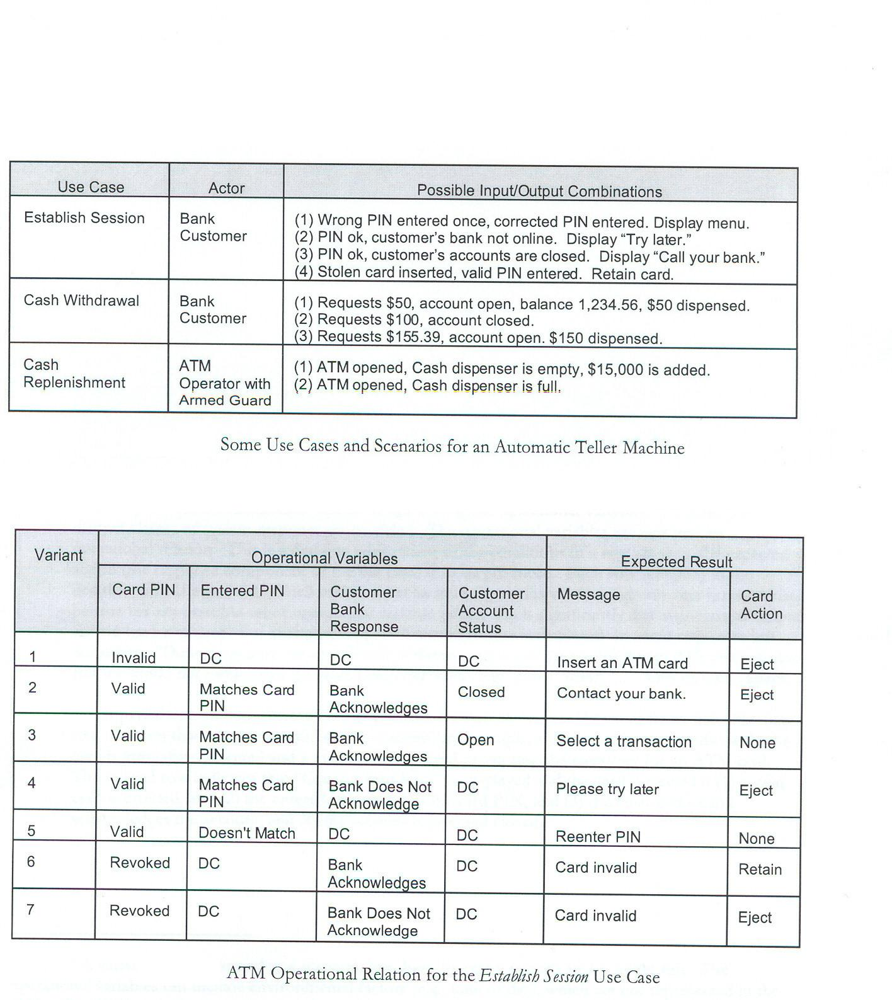 Use Case Actor Possible Input/Output Combinations
Establish Session Bank Customer (1) Wrong PIN entered once, corrected PIN entered. Display menu.
(2) PIN ok, customer's bank not online. Display “Try later.”
(3) PIN ok, customer's accounts are closed. Display “Call your bank.”
(4) Stolen card inserted, valid PIN entered. Retain card.
Cash Withdrawal Bank Customer (1) Requests $50, account open, balance 1,234.56, $50 dispensed.
(2) Requests $100, account closed.
(3) Requests $155.39, account open. $150 dispensed.
Cash Replenishment ATM Operator with Armed Guard (1) ATM opened, Cash dispenser is empty, $15,000 is added.
(2) ATM opened, Cash dispenser is full.
Some Use Cases and Scenarios for an Automatic Teller Machine
Variant Operational Variables Expected Result
Card PIN Entered PIN Customer Bank Response Customer Account Status Message Card Action
1 Invalid DC DC DC Insert an ATM card Eject
2 Valid Matches Card PIN Bank Acknowledges Closed Contact your bank. Eject
3 Valid Matches Card PIN Bank Acknowledges Open Select a transaction None
4 Valid Matches Card PIN Bank Does Not Acknowledge DC Please try later Eject
5 Valid Doesn't Match DC DC Reenter PIN None
6 Revoked DC Bank Acknowledges DC Card invalid Retain
7 Revoked DC Bank Does Not Acknowledge DC Card invalid Eject
ATM Operational Relation for the Establish Session Use Case